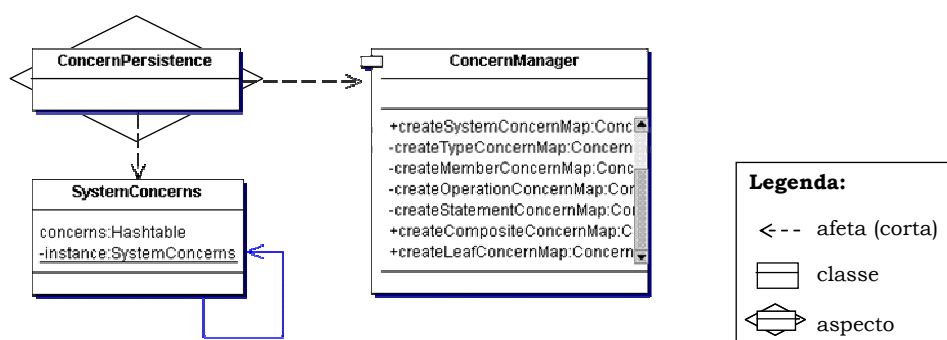 ConcernPersistence
ConcernManager
+createSystemConcernMap:Conc
-createTypeConcernMap:Concern
-createMemberConcernMap:Conc
-createOperationConcernMap:Cor
-createStatementConcernMap:Co
+createCompositeConcernMap:C
+createLeafConcernMap:Concern
SystemConcerns
concerns:Hashtable
-instance:SystemConcerns
Legenda:
afeta (corta)
classe
aspecto